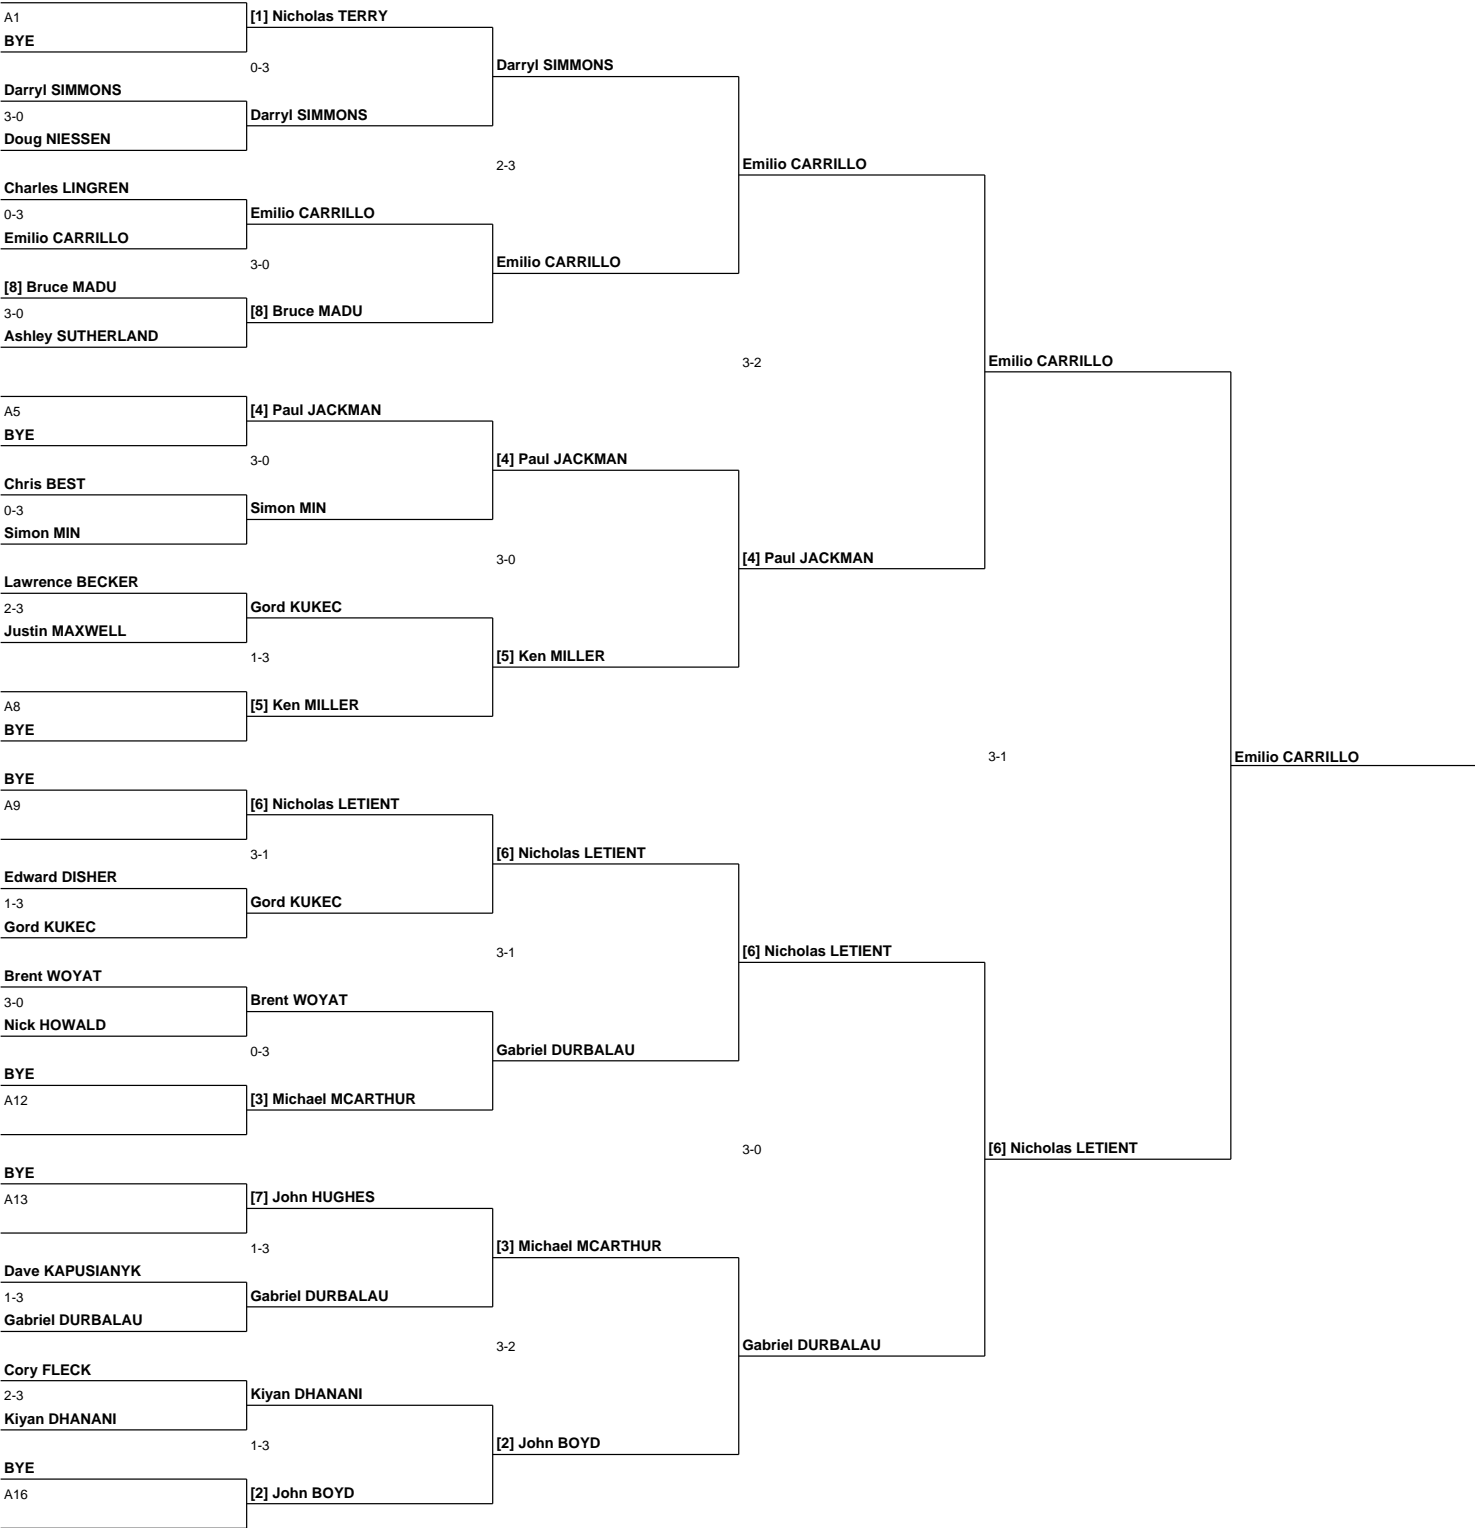 A1
BYE
Darryl SIMMONS
3-0
Doug NIESSEN
Charles LINGREN
0-3
Emilio CARRILLO
[8] Bruce MADU
3-0
Ashley SUTHERLAND
A5
BYE
Chris BEST
0-3
Simon MIN
Lawrence BECKER
2-3
Justin MAXWELL
A8
BYE
BYE
A9
Edward DISHER
1-3
Gord KUKEC
Brent WOYAT
3-0
Nick HOWALD
BYE
A12
BYE
A13
Dave KAPUSIANYK
1-3
Gabriel DURBALAU
Cory FLECK
2-3
Kiyan DHANANI
BYE
A16
[1] Nicholas TERRY
0-3
Darryl SIMMONS
Emilio CARRILLO
3-0
[8] Bruce MADU
[4] Paul JACKMAN
3-0
Simon MIN
Gord KUKEC
1-3
[5] Ken MILLER
[6] Nicholas LETIENT
3-1
Gord KUKEC
Brent WOYAT
0-3
[3] Michael MCARTHUR
[7] John HUGHES
1-3
Gabriel DURBALAU
Kiyan DHANANI
1-3
[2] John BOYD
Darryl SIMMONS
2-3
Emilio CARRILLO
[4] Paul JACKMAN
3-0
[5] Ken MILLER
[6] Nicholas LETIENT
3-1
Gabriel DURBALAU
[3] Michael MCARTHUR
3-2
[2] John BOYD
Emilio CARRILLO
3-2
[4] Paul JACKMAN
[6] Nicholas LETIENT
3-0
Gabriel DURBALAU
Emilio CARRILLO
3-1
[6] Nicholas LETIENT
Emilio CARRILLO